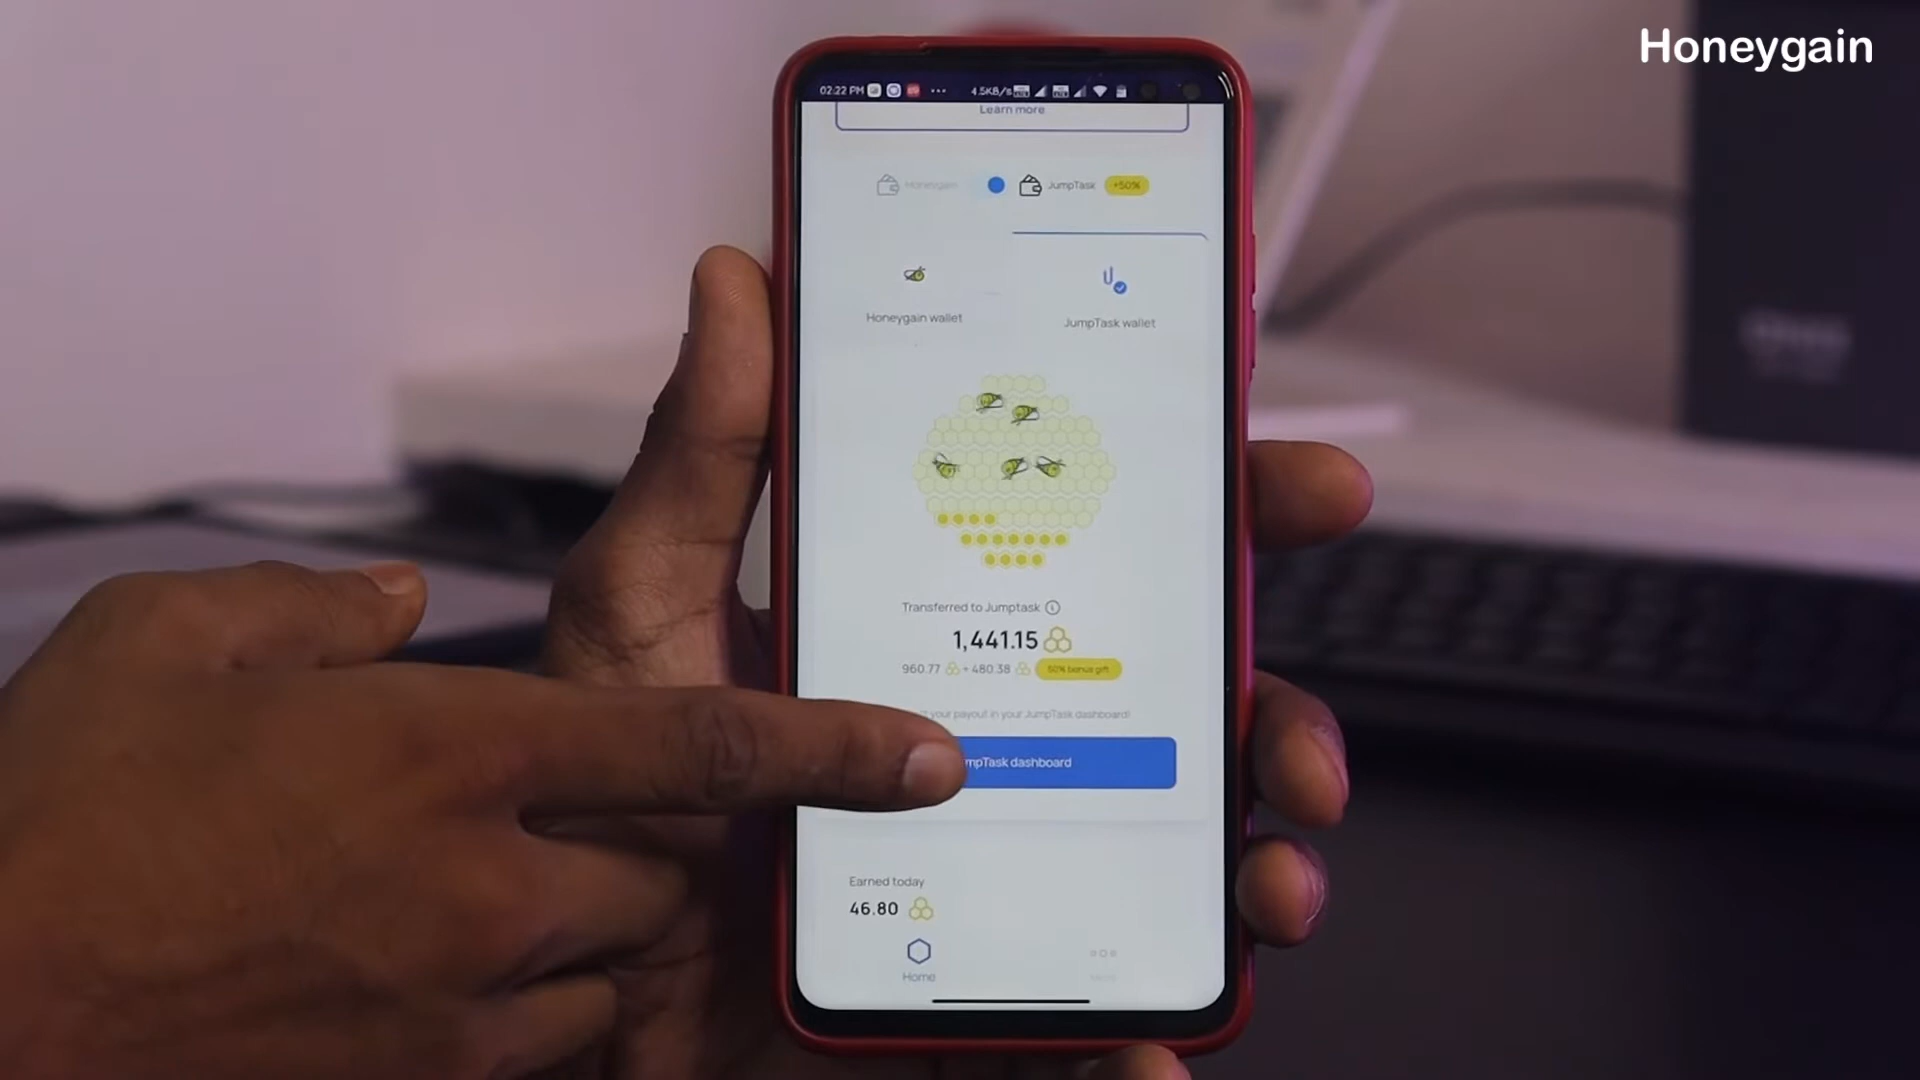 Honeygain
02:22 PM
4.5KB/s
Learn more
Honeygain
JumpTask
+50%
Honeygain wallet
JumpTask wallet
Transferred to Jumptask
1,441.15
960.77 + 480.38 50% bonus gift
your payout in your JumpTask dashboard!
mpTask dashboard
Earned today
46.80
Home